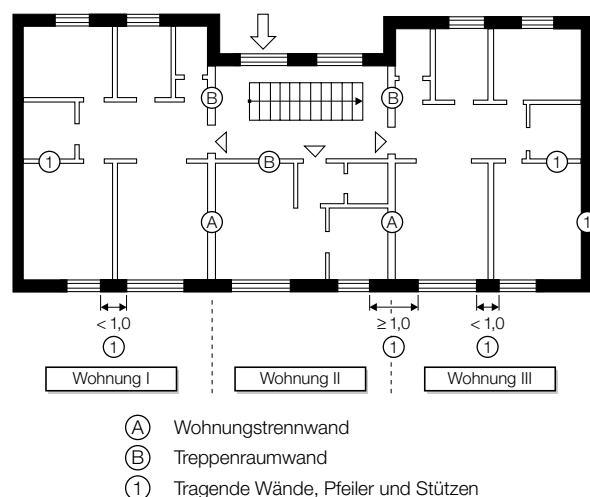 B
B
1
B
1
A
A
1
< 1,0
≥ 1,0
< 1,0
1
1
1
Wohnung I
Wohnung II
Wohnung III
A Wohnungstrennwand
B Treppenraumwand
1 Tragende Wände, Pfeiler und Stützen